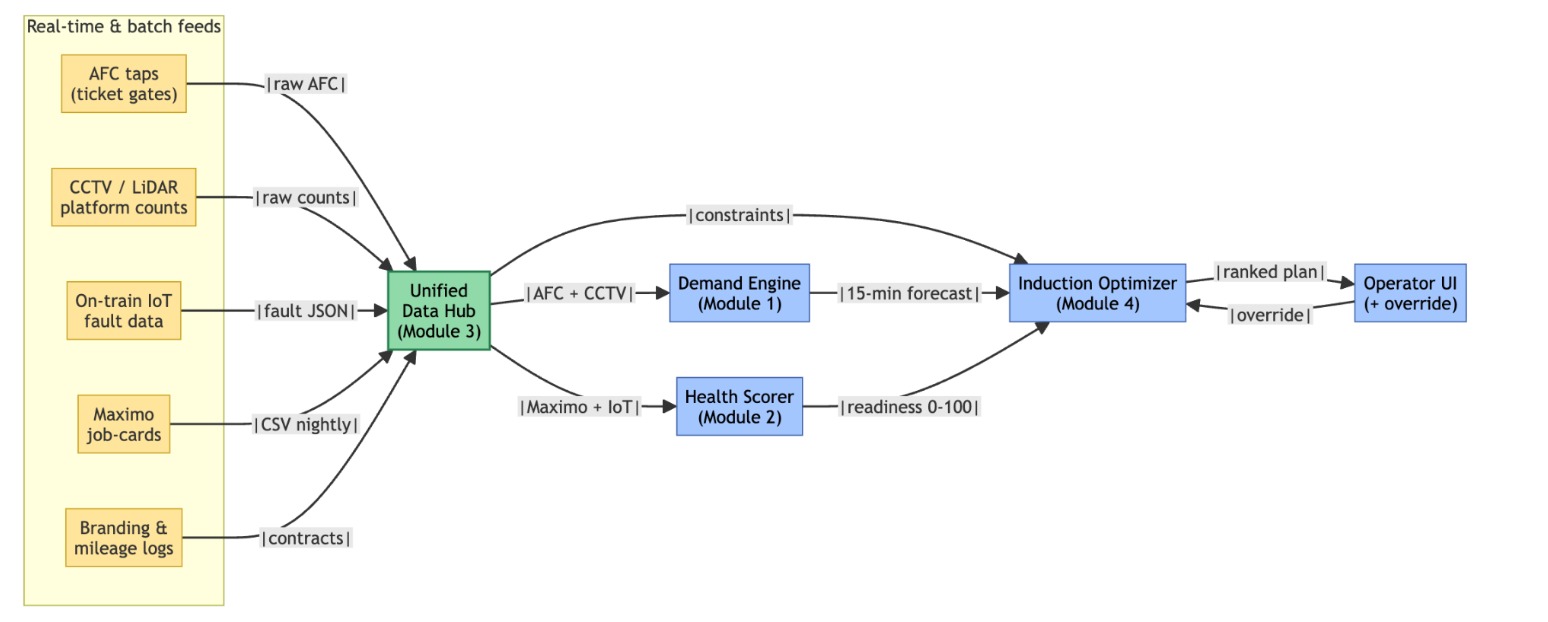 Real-time & batch feeds
AFC taps
(ticket gates)
|raw AFC|
CCTV / LiDAR
platform counts
|raw counts|
On-train IoT
fault data
|fault JSON|
Maximo
job-cards
|CSV nightly|
Branding &
mileage logs
|contracts|
Unified
Data Hub
(Module 3)
|constraints|
|AFC + CCTV|
Demand Engine
(Module 1)
|15-min forecast|
|Maximo + IoT|
Health Scorer
(Module 2)
|readiness 0-100|
Induction Optimizer
(Module 4)
|ranked plan|
|override|
Operator UI
(+ override)